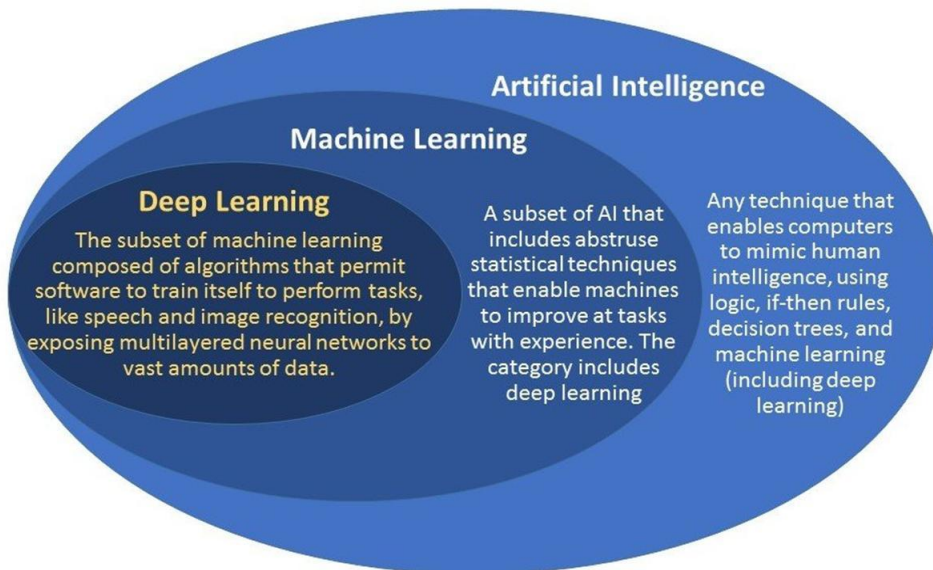 Artificial Intelligence
Machine Learning
Deep Learning
The subset of machine learning
composed of algorithms that permit
software to train itself to perform tasks,
like speech and image recognition, by
exposing multilayered neural networks to
vast amounts of data.
A subset of AI that
includes abstruse
statistical techniques
that enable machines
to improve at tasks
with experience. The
category includes
deep learning
Any technique that
enables computers
to mimic human
intelligence, using
logic, if-then rules,
decision trees, and
machine learning
(including deep
learning)